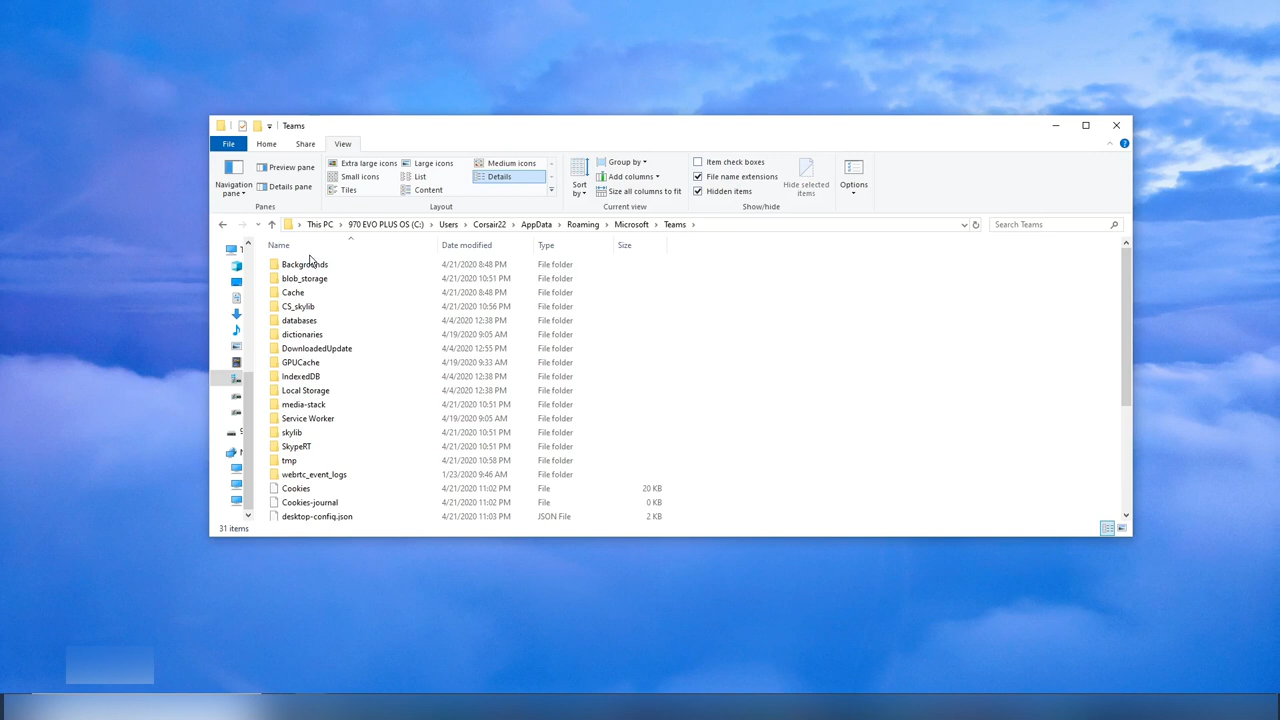 Teams
File Home Share View
Navigation pane
Preview pane
Details pane
Panes
Extra large icons Large icons Medium icons
Small icons List Details
Tiles Content
Layout
Sort by
Group by
Add columns
Size all columns to fit
Current view
Item check boxes
File name extensions
Hidden items
Hide selected items
Show/hide
Options
This PC 970 EVO PLUS OS (C:) Users Corsair22 AppData Roaming Microsoft Teams
Search Teams
Name Date modified Type Size
Backgrounds 4/21/2020 8:48 PM File folder
blob_storage 4/21/2020 10:51 PM File folder
Cache 4/21/2020 8:48 PM File folder
CS_skylib 4/21/2020 10:56 PM File folder
databases 4/4/2020 12:38 PM File folder
dictionaries 4/19/2020 9:05 AM File folder
DownloadedUpdate 4/4/2020 12:55 PM File folder
GPUCache 4/19/2020 9:33 AM File folder
IndexedDB 4/4/2020 12:38 PM File folder
Local Storage 4/4/2020 12:38 PM File folder
media-stack 4/21/2020 10:51 PM File folder
Service Worker 4/19/2020 9:05 AM File folder
skylib 4/21/2020 10:51 PM File folder
SkypeRT 4/21/2020 10:51 PM File folder
tmp 4/21/2020 10:58 PM File folder
webrtc_event_logs 1/23/2020 9:46 AM File folder
Cookies 4/21/2020 11:02 PM File 20 KB
Cookies-journal 4/21/2020 11:02 PM File 0 KB
desktop-config.json 4/21/2020 11:03 PM JSON File 2 KB
31 items